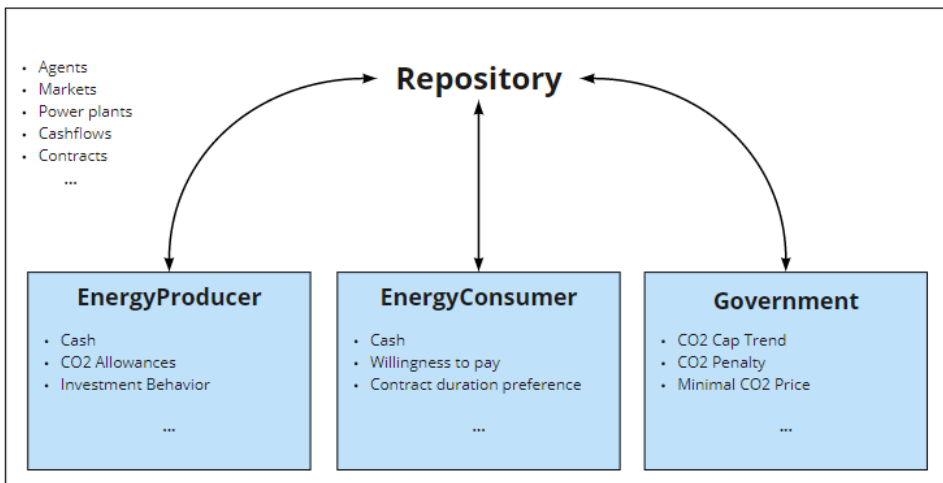 Repository
• Agents
• Markets
• Power plants
• Cashflows
• Contracts
...
EnergyProducer
• Cash
• CO2 Allowances
• Investment Behavior
...
EnergyConsumer
• Cash
• Willingness to pay
• Contract duration preference
...
Government
• CO2 Cap Trend
• CO2 Penalty
• Minimal CO2 Price
...